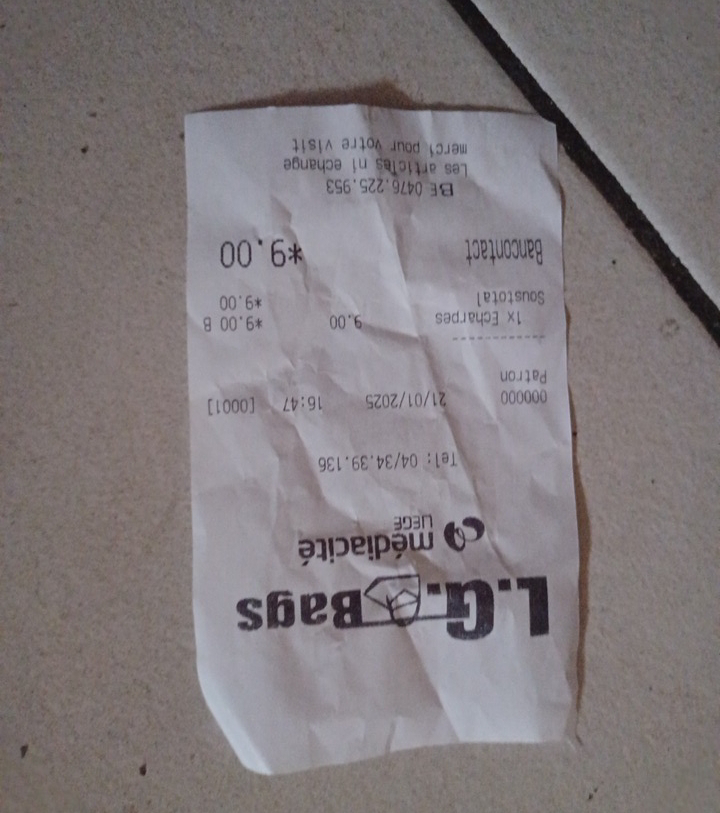 L.G. Bags
médiacité
LIEGE
Tel: 04/34.39.136
000000 21/01/2025 16:47 [0001]
Patron
------------
1x Echarpes 9.00 *9.00 B
Soustotal *9.00
Bancontact *9.00
BE 0476.225.953
Les articles ni echange
merci pour votre visit